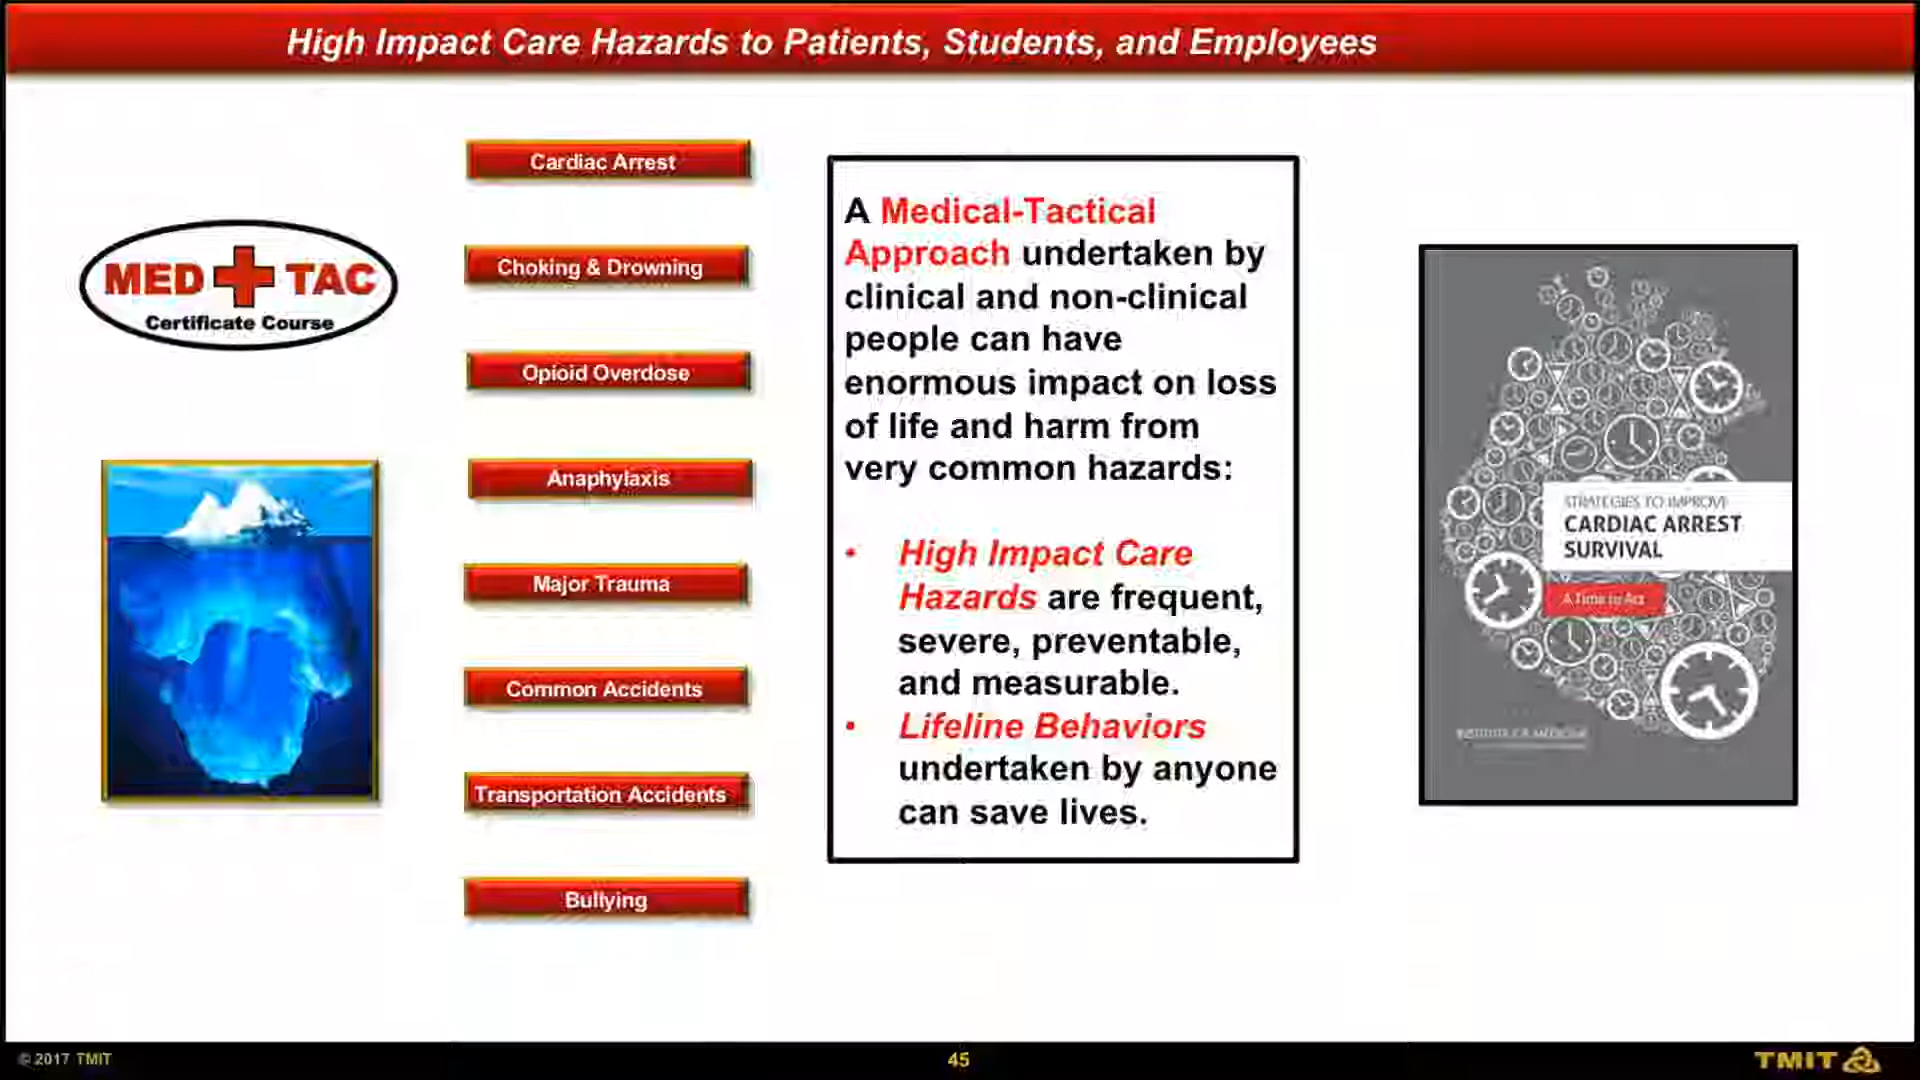 High Impact Care Hazards to Patients, Students, and Employees
MED TAC
Certificate Course
Cardiac Arrest
Choking & Drowning
Opioid Overdose
Anaphylaxis
Major Trauma
Common Accidents
Transportation Accidents
Bullying
A Medical-Tactical
Approach undertaken by
clinical and non-clinical
people can have
enormous impact on loss
of life and harm from
very common hazards:
• High Impact Care
Hazards are frequent,
severe, preventable,
and measurable.
• Lifeline Behaviors
undertaken by anyone
can save lives.
STRATEGIES TO IMPROVE
CARDIAC ARREST
SURVIVAL
A Time to Act
INSTITUTE OF MEDICINE
© 2017 TMIT
45
TMIT